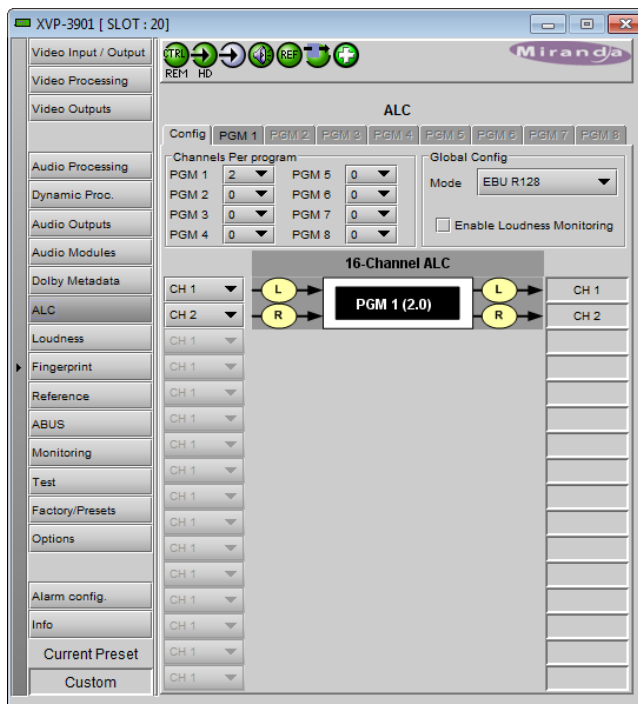 XVP-3901 [ SLOT : 20]
Video Input / Output
Video Processing
Video Outputs
Audio Processing
Dynamic Proc.
Audio Outputs
Audio Modules
Dolby Metadata
ALC
Loudness
Fingerprint
Reference
ABUS
Monitoring
Test
Factory/Presets
Options
Alarm config.
Info
Current Preset
Custom
CTRL REF
REM HD
Miranda
ALC
Config PGM 1 PGM 2 PGM 3 PGM 4 PGM 5 PGM 6 PGM 7 PGM 8
Channels Per program
PGM 1 2 PGM 5 0
PGM 2 0 PGM 6 0
PGM 3 0 PGM 7 0
PGM 4 0 PGM 8 0
Global Config
Mode EBU R128
Enable Loudness Monitoring
16-Channel ALC
CH 1 L PGM 1 (2.0) L CH 1
CH 2 R R CH 2
CH 1
CH 1
CH 1
CH 1
CH 1
CH 1
CH 1
CH 1
CH 1
CH 1
CH 1
CH 1
CH 1
CH 1